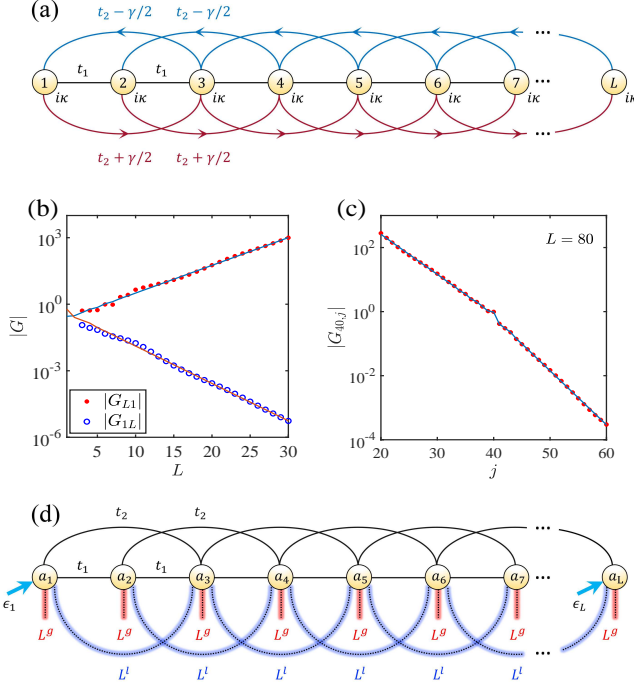 (a)
t₂ − γ/2 t₂ − γ/2
t₁ t₁
1 2 3 4 5 6 7 ··· L
iκ iκ iκ iκ iκ iκ iκ iκ
t₂ + γ/2 t₂ + γ/2 ···
(b)
|G|
10³
10⁰
10⁻³
10⁻⁶
|G_{L1}|
|G_{1L}|
5 10 15 20 25 30
L
(c)
|G_{40,j}|
L = 80
10²
10⁰
10⁻²
10⁻⁴
20 30 40 50 60
j
(d)
t₂ t₂ ···
t₁ t₁
a₁ a₂ a₃ a₄ a₅ a₆ a₇ ··· a_L
ϵ₁ ϵ_L
L^g L^g L^g L^g L^g L^g L^g L^g
L^l L^l L^l L^l L^l ···